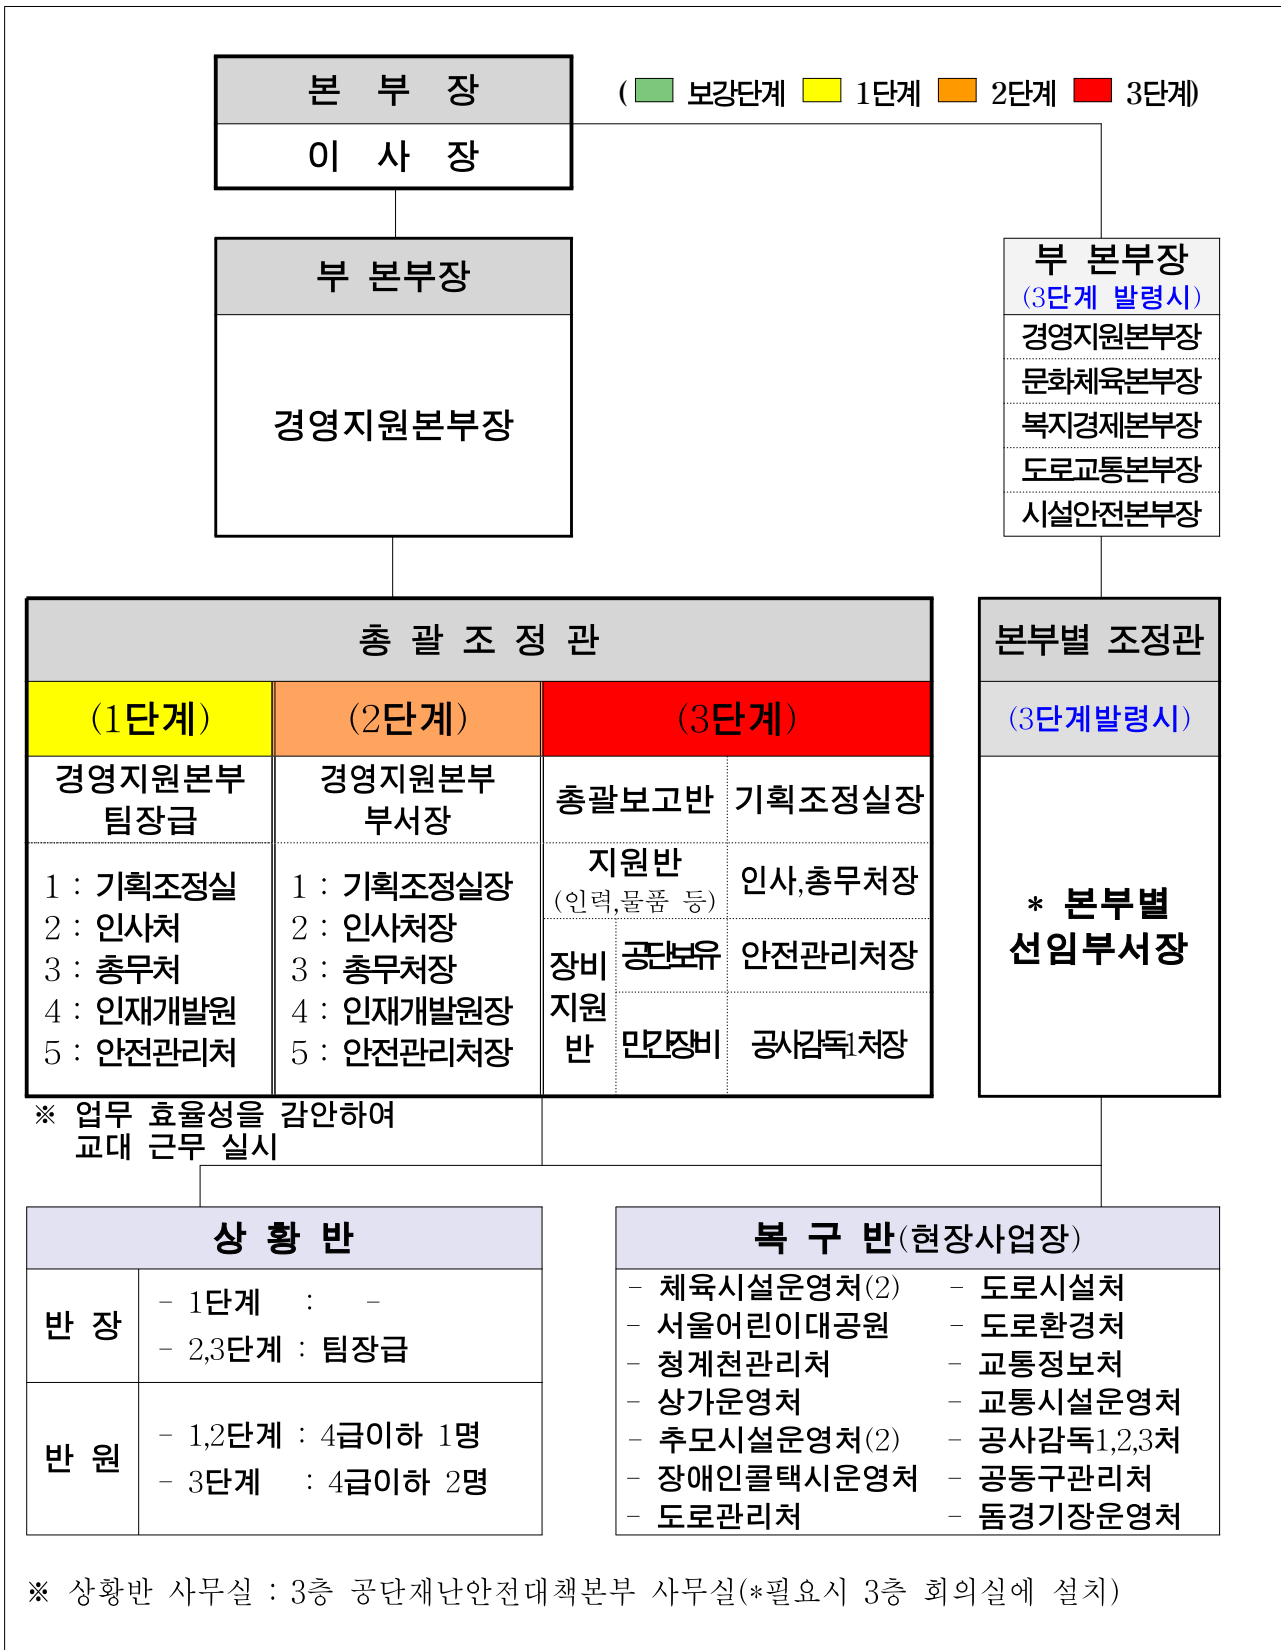 본 부 장
( 보강단계 1단계 2단계 3단계)
이 사 장
부 본부장
경영지원본부장
부 본부장
(3단계 발령시)
경영지원본부장
문화체육본부장
복지경제본부장
도로교통본부장
시설안전본부장
총 괄 조 정 관
(1단계)
(2단계)
(3단계)
경영지원본부
팀장급
1 : 기획조정실
2 : 인사처
3 : 총무처
4 : 인재개발원
5 : 안전관리처
경영지원본부
부서장
1 : 기획조정실장
2 : 인사처장
3 : 총무처장
4 : 인재개발원장
5 : 안전관리처장
총괄보고반
기획조정실장
지원반
(인력,물품 등)
인사,총무처장
장비
지원
반
공단보유
안전관리처장
민간장비
공사감독1처장
본부별 조정관
(3단계발령시)
* 본부별
선임부서장
※ 업무 효율성을 감안하여
교대 근무 실시
상 황 반
반 장
- 1단계 : -
- 2,3단계 : 팀장급
반 원
- 1,2단계 : 4급이하 1명
- 3단계 : 4급이하 2명
복 구 반(현장사업장)
- 체육시설운영처(2)
- 서울어린이대공원
- 청계천관리처
- 상가운영처
- 추모시설운영처(2)
- 장애인콜택시운영처
- 도로관리처
- 도로시설처
- 도로환경처
- 교통정보처
- 교통시설운영처
- 공사감독1,2,3처
- 공동구관리처
- 돔경기장운영처
※ 상황반 사무실 : 3층 공단재난안전대책본부 사무실(*필요시 3층 회의실에 설치)